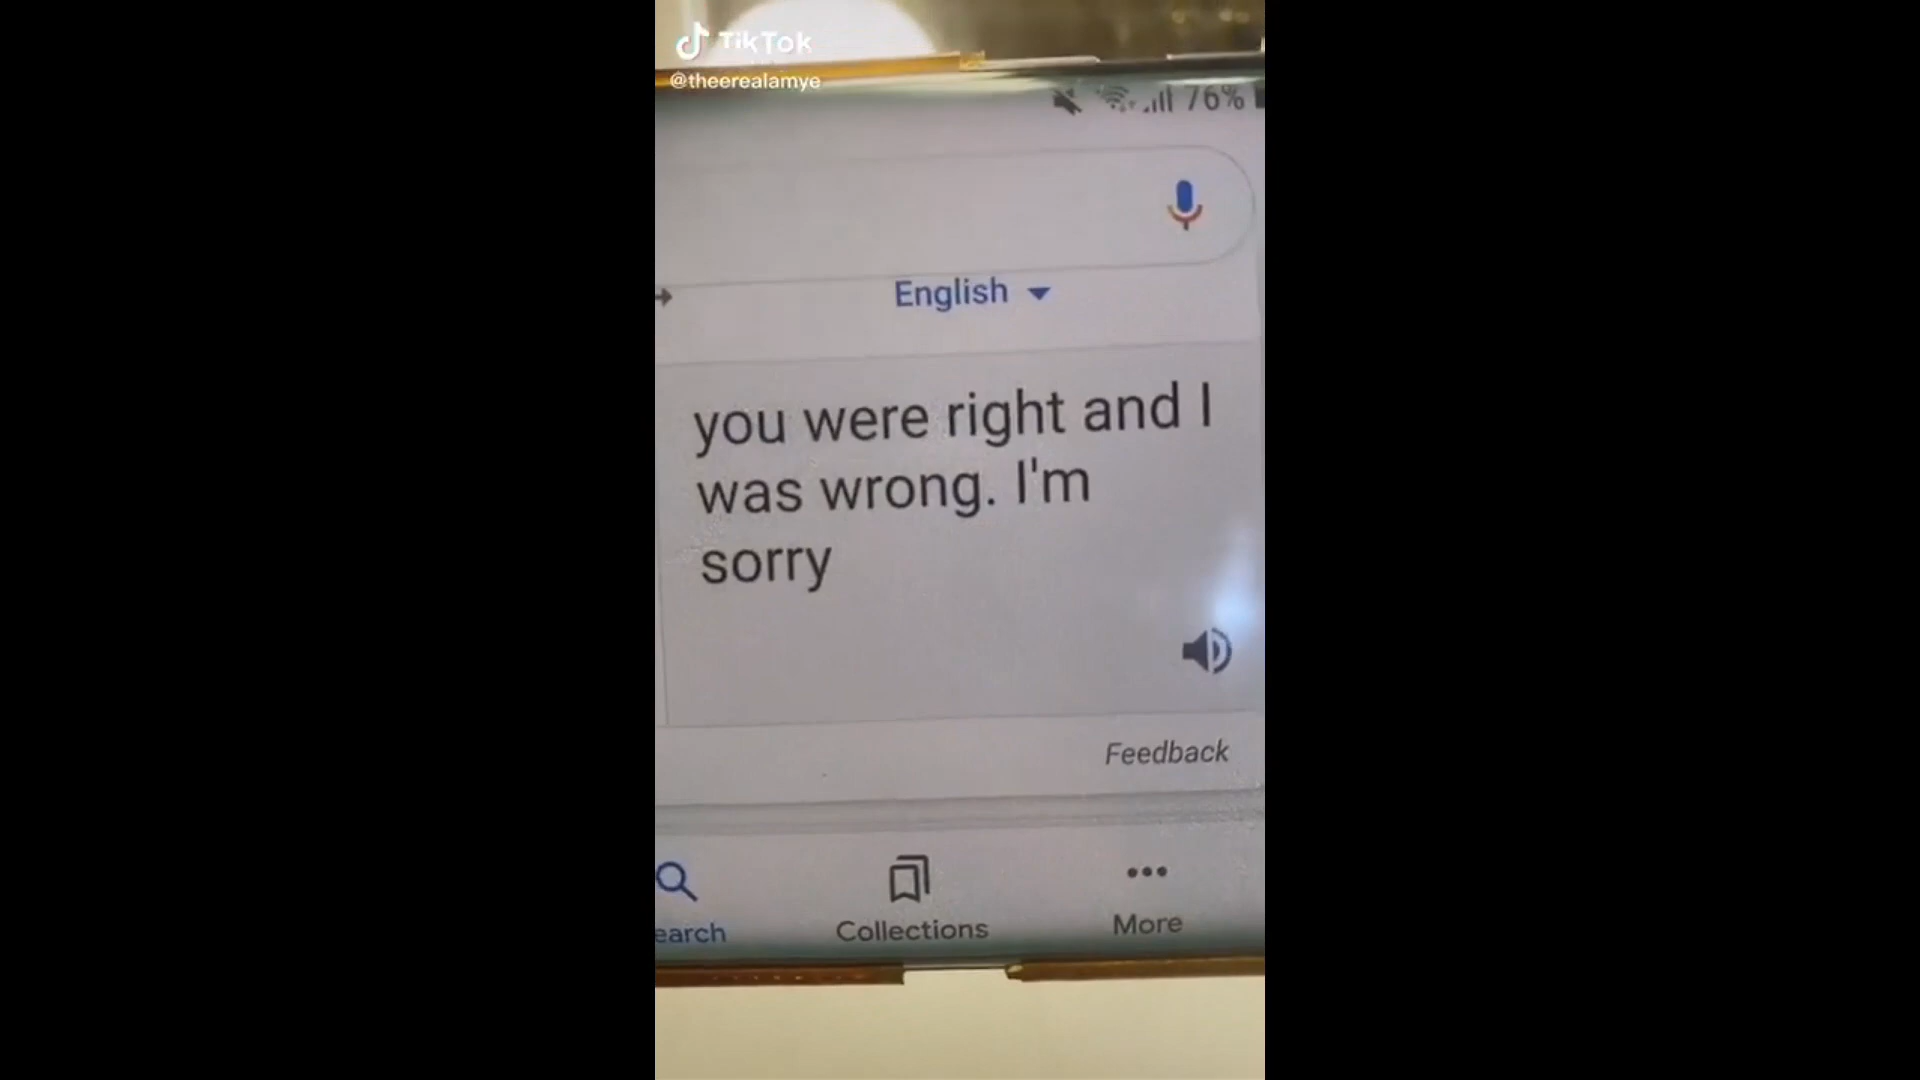 TikTok
@theerealamye
76%
English
you were right and I
was wrong. I'm
sorry
Feedback
earch
Collections
More